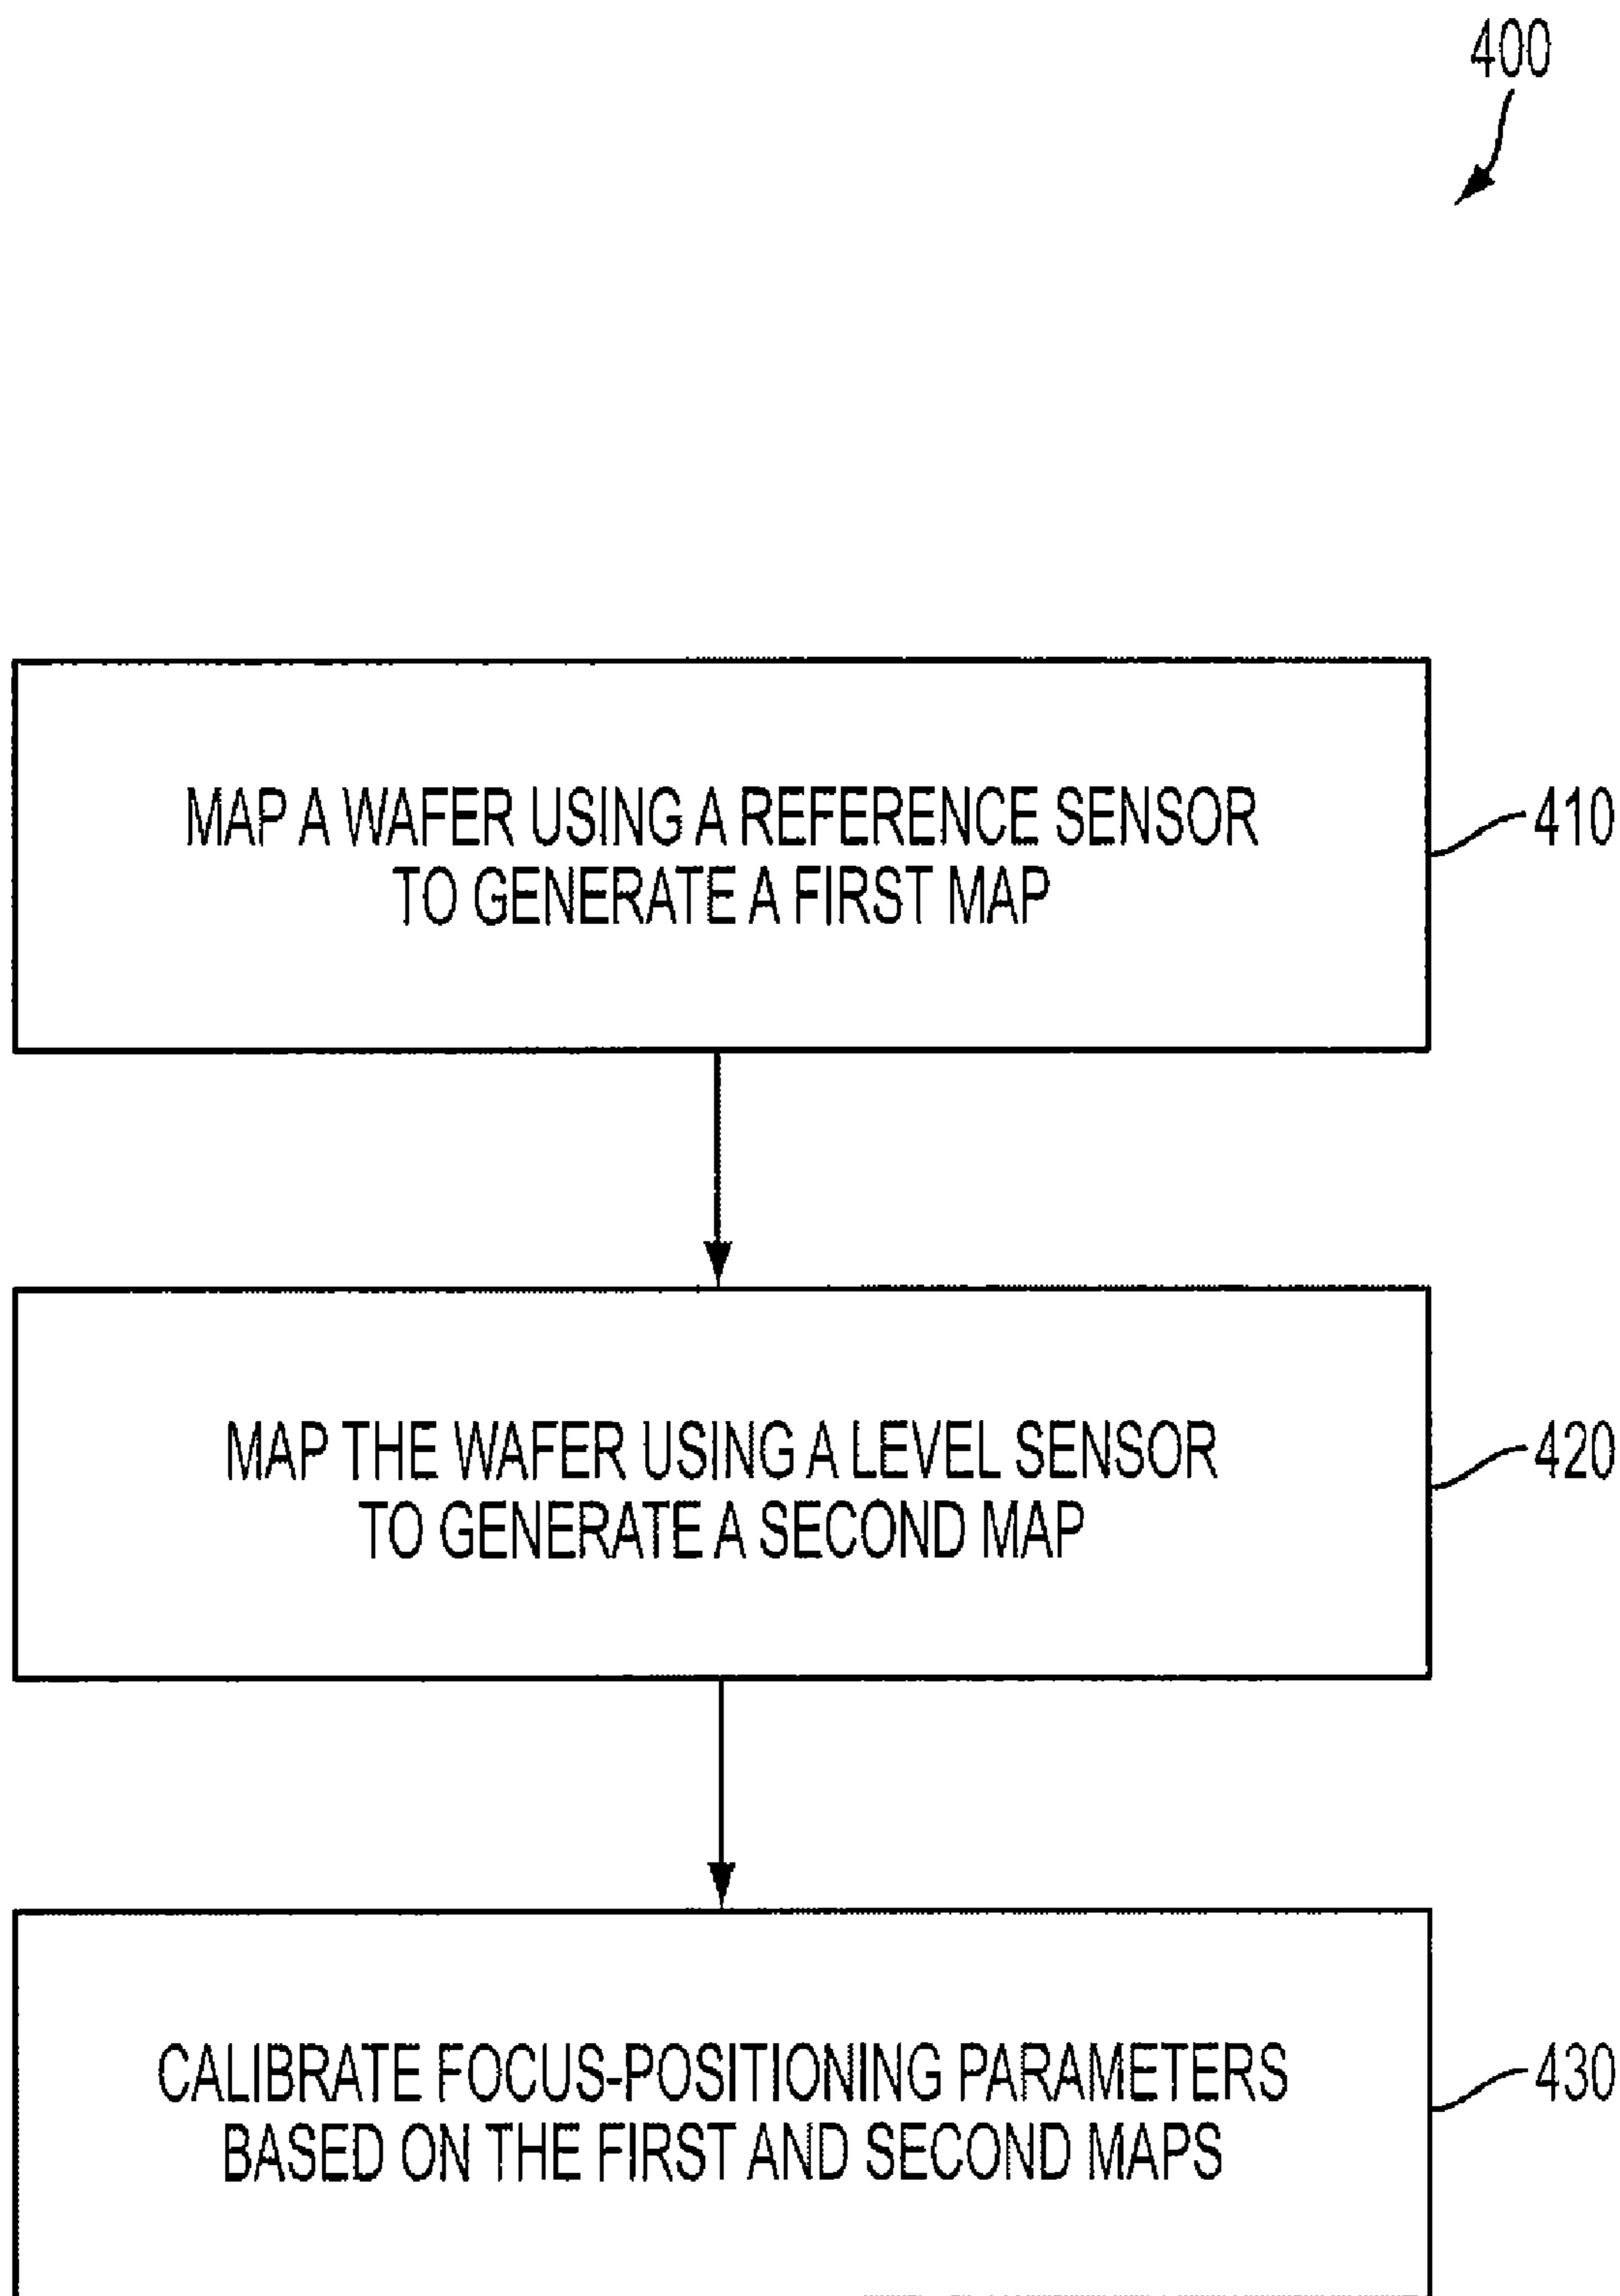 400
MAP A WAFER USING A REFERENCE SENSOR
TO GENERATE A FIRST MAP
410
MAP THE WAFER USING A LEVEL SENSOR
TO GENERATE A SECOND MAP
420
CALIBRATE FOCUS-POSITIONING PARAMETERS
BASED ON THE FIRST AND SECOND MAPS
430